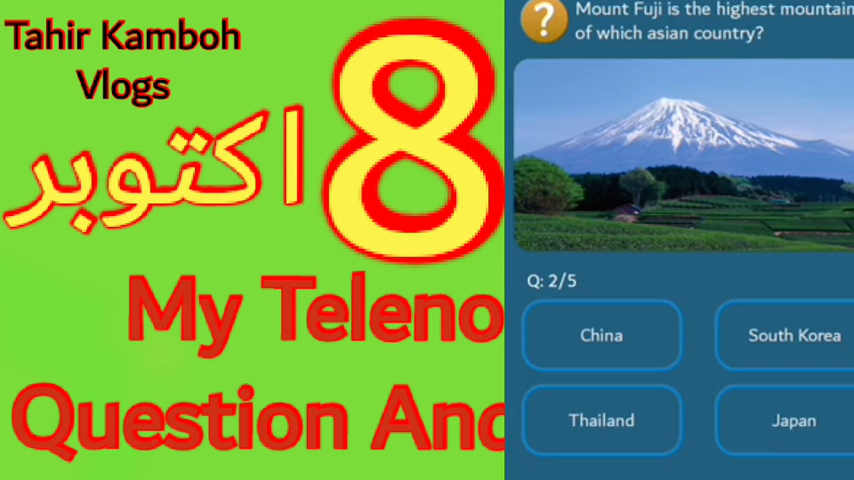 Tahir Kamboh
Vlogs
8 اکتوبر
My Teleno
Question And
Mount Fuji is the highest mountain
of which asian country?
Q: 2/5
China
South Korea
Thailand
Japan